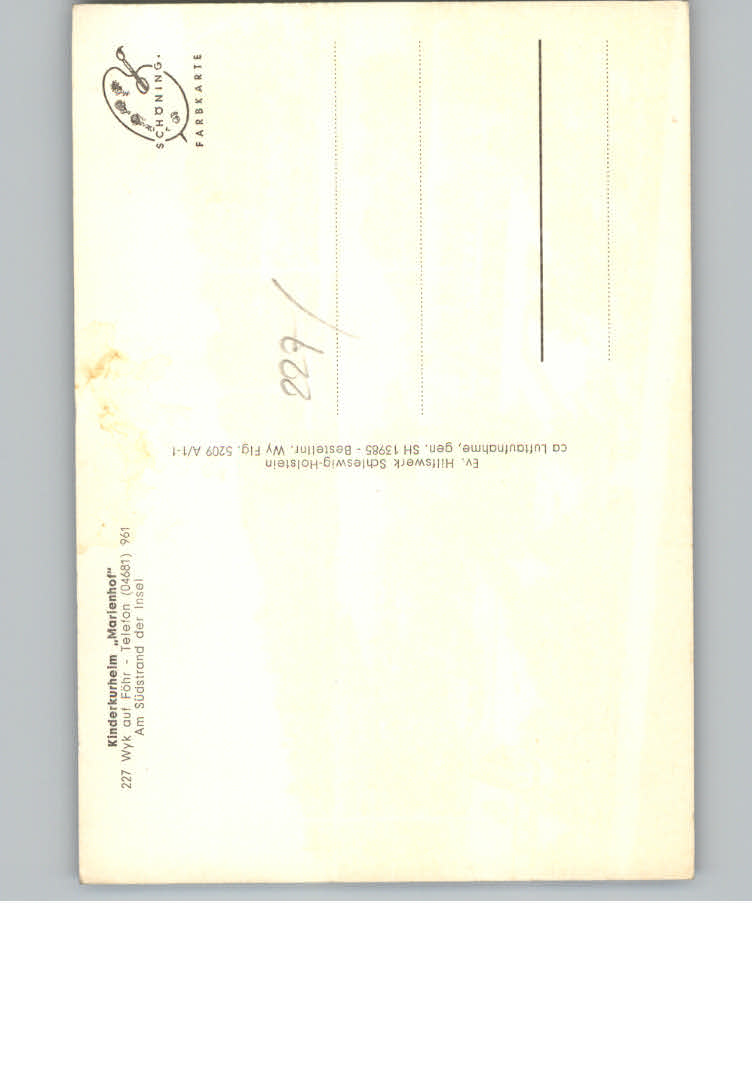 Kinderkurheim „Marienhof"
227 Wyk auf Föhr - Telefon (04681) 961
Am Südstrand der Insel
Ev. Hilfswerk Schleswig-Holstein
ca Luftaufnahme, gen. SH 13985 - Bestellnr. Wy Flg. 5209 A/1-1
SCHÖNING.
FARBKARTE
229/